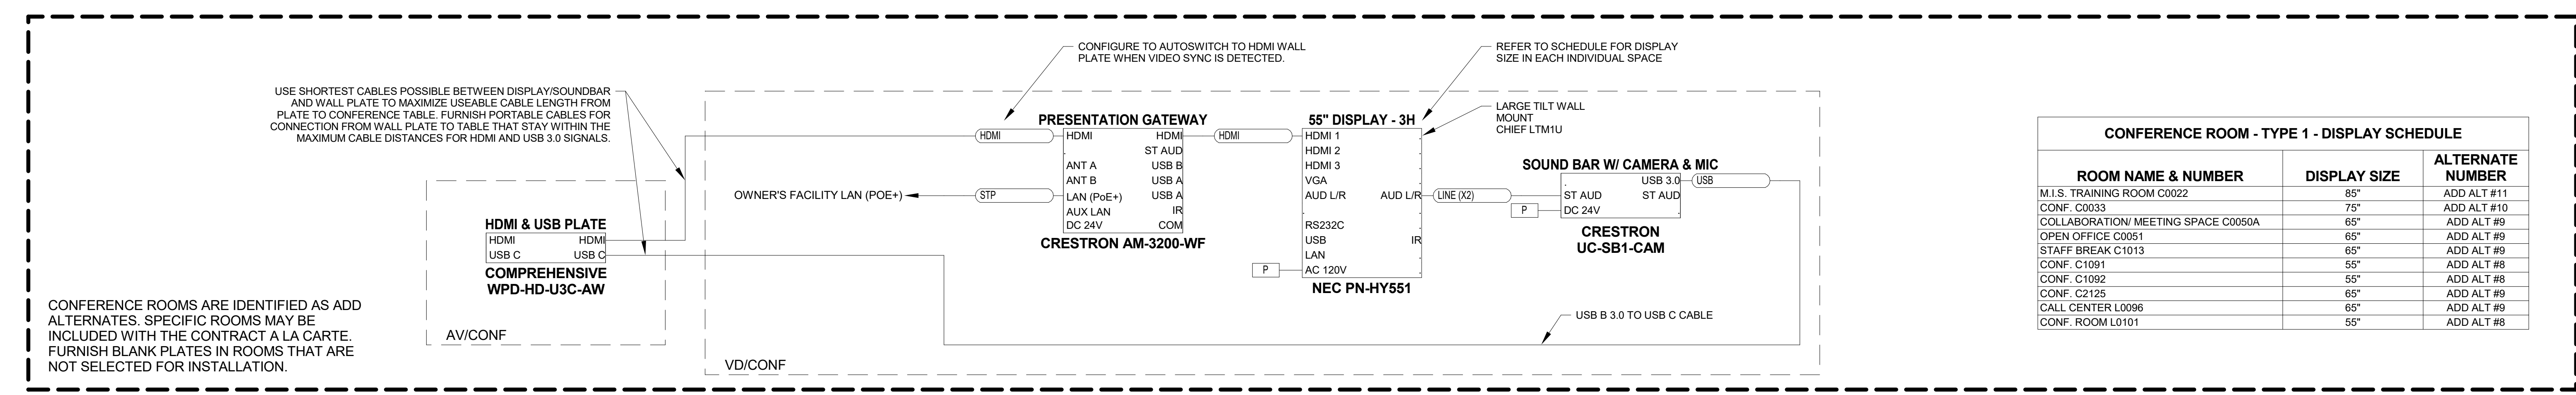 CONFIGURE TO AUTOSWITCH TO HDMI WALL
PLATE WHEN VIDEO SYNC IS DETECTED.
REFER TO SCHEDULE FOR DISPLAY
SIZE IN EACH INDIVIDUAL SPACE
USE SHORTEST CABLES POSSIBLE BETWEEN DISPLAY/SOUNDBAR
AND WALL PLATE TO MAXIMIZE USEABLE CABLE LENGTH FROM
PLATE TO CONFERENCE TABLE. FURNISH PORTABLE CABLES FOR
CONNECTION FROM WALL PLATE TO TABLE THAT STAY WITHIN THE
MAXIMUM CABLE DISTANCES FOR HDMI AND USB 3.0 SIGNALS.
LARGE TILT WALL
MOUNT
CHIEF LTM1U
HDMI & USB PLATE
HDMI HDMI
USB C USB C
COMPREHENSIVE
WPD-HD-U3C-AW
AV/CONF
OWNER'S FACILITY LAN (POE+)
STP
HDMI
PRESENTATION GATEWAY
HDMI HDMI
ST AUD
ANT A USB B
ANT B USB A
LAN (PoE+) USB A
AUX LAN IR
DC 24V COM
CRESTRON AM-3200-WF
HDMI
55" DISPLAY - 3H
HDMI 1
HDMI 2
HDMI 3
VGA
AUD L/R AUD L/R
RS232C
USB IR
LAN
AC 120V
P
NEC PN-HY551
LINE (X2)
P
SOUND BAR W/ CAMERA & MIC
USB 3.0
ST AUD ST AUD
DC 24V
CRESTRON
UC-SB1-CAM
USB
USB B 3.0 TO USB C CABLE
VD/CONF
CONFERENCE ROOMS ARE IDENTIFIED AS ADD
ALTERNATES. SPECIFIC ROOMS MAY BE
INCLUDED WITH THE CONTRACT A LA CARTE.
FURNISH BLANK PLATES IN ROOMS THAT ARE
NOT SELECTED FOR INSTALLATION.
CONFERENCE ROOM - TYPE 1 - DISPLAY SCHEDULE
ROOM NAME & NUMBER DISPLAY SIZE ALTERNATE
NUMBER
M.I.S. TRAINING ROOM C0022 85" ADD ALT #11
CONF. C0033 75" ADD ALT #10
COLLABORATION/ MEETING SPACE C0050A 65" ADD ALT #9
OPEN OFFICE C0051 65" ADD ALT #9
STAFF BREAK C1013 65" ADD ALT #9
CONF. C1091 55" ADD ALT #8
CONF. C1092 55" ADD ALT #8
CONF. C2125 65" ADD ALT #9
CALL CENTER L0096 65" ADD ALT #9
CONF. ROOM L0101 55" ADD ALT #8